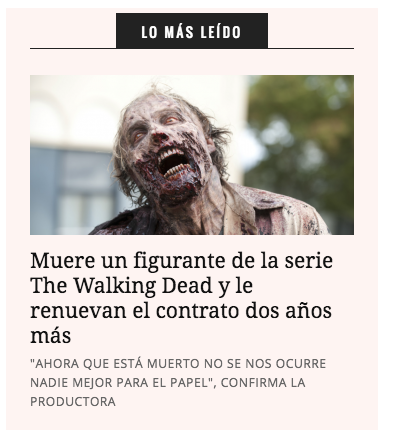 LO MÁS LEÍDO
Muere un figurante de la serie
The Walking Dead y le
renuevan el contrato dos años
más
"AHORA QUE ESTÁ MUERTO NO SE NOS OCURRE
NADIE MEJOR PARA EL PAPEL", CONFIRMA LA
PRODUCTORA